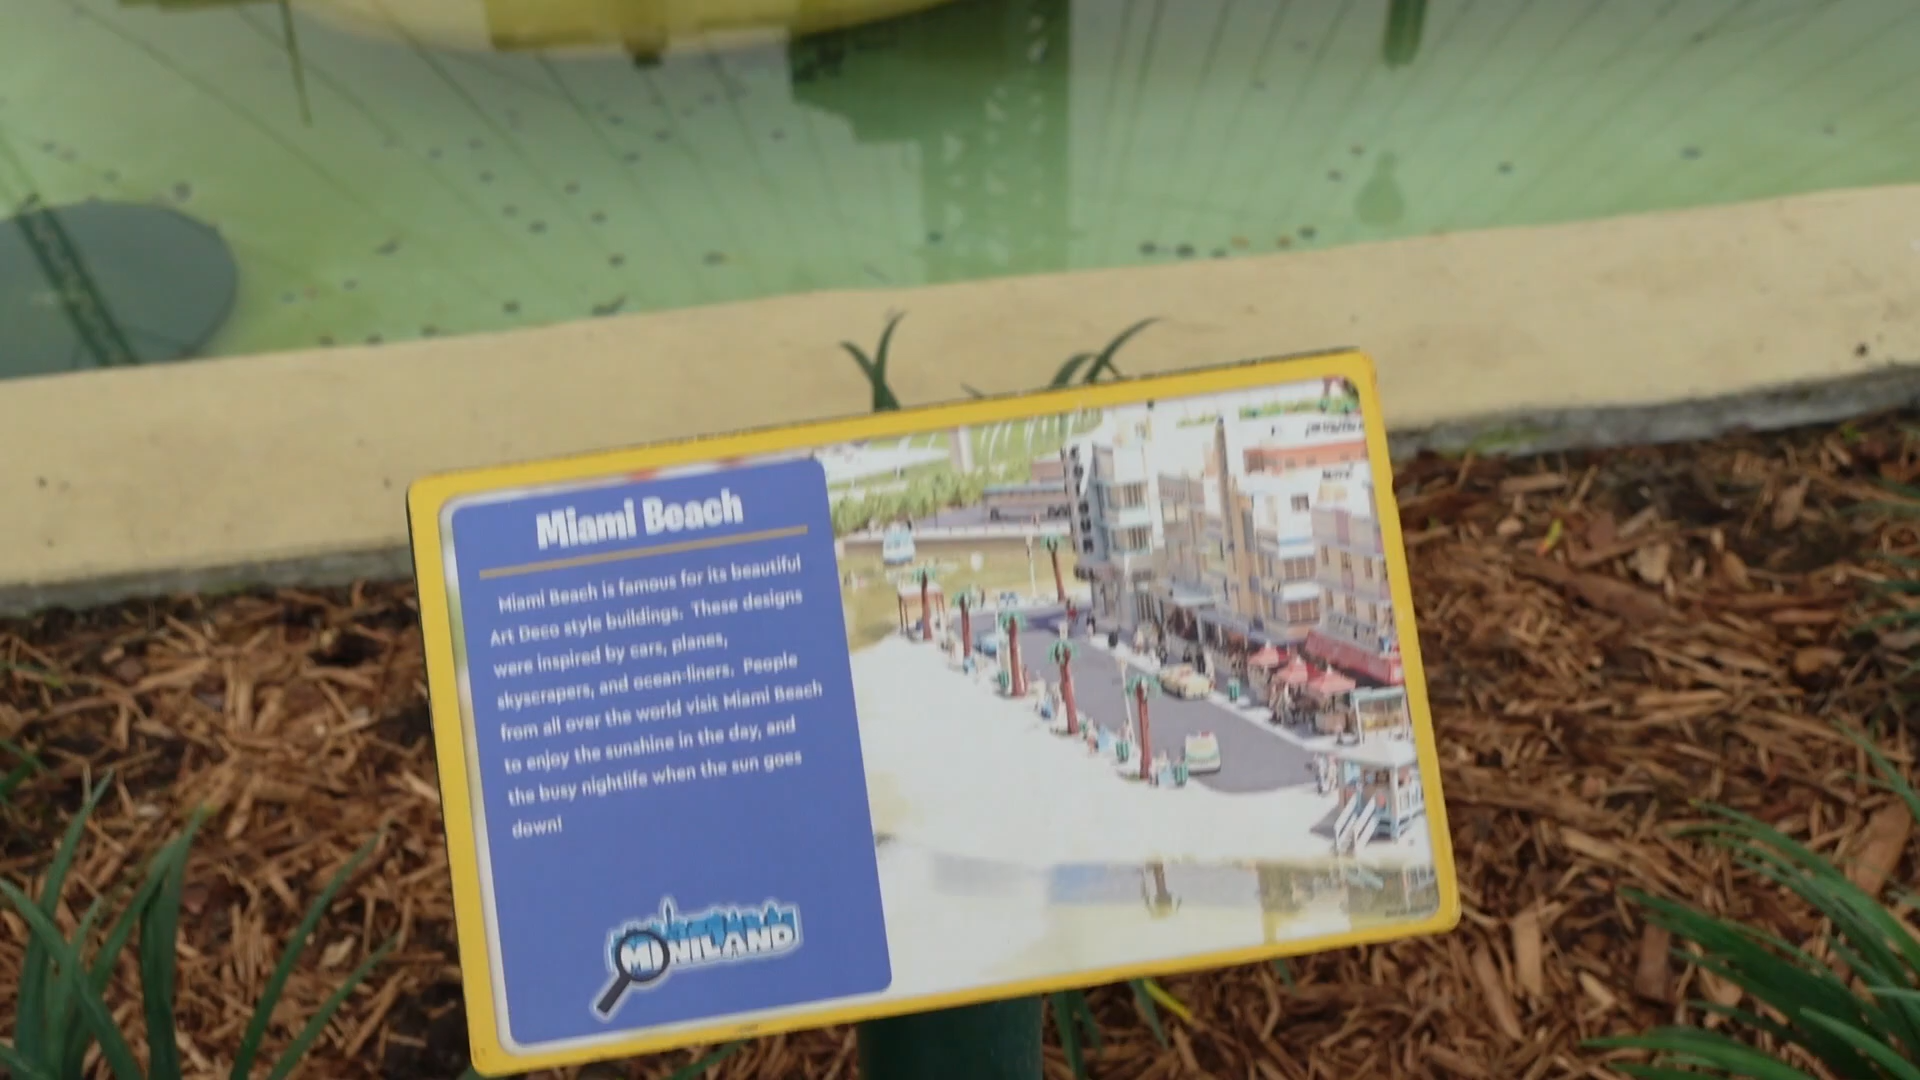 Miami Beach
Miami Beach is famous for its beautiful
Art Deco style buildings. These designs
were inspired by cars, planes,
skyscrapers, and ocean-liners. People
from all over the world visit Miami Beach
to enjoy the sunshine in the day, and
the busy nightlife when the sun goes
down!
MINILAND